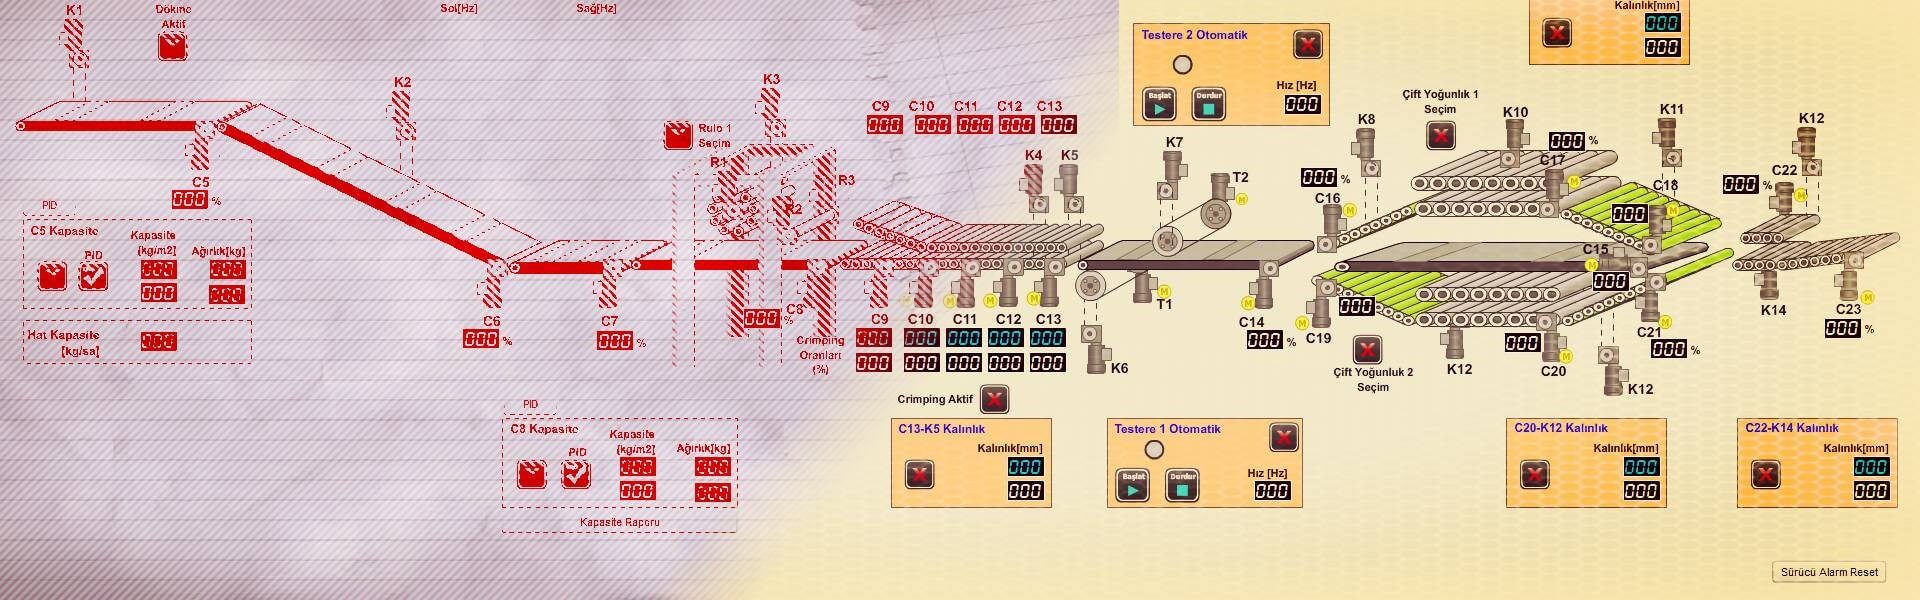 K1
Dökme
Aktif
Sol[Hz]
Sağ[Hz]
Kalınlık[mm]
000
000
Testere 2 Otomatik
Hız [Hz]
Başlat
Durdur
000
K2
K3
C9 C10 C11 C12 C13
000 000 000 000 000
Rulo 1
Seçim
R1
R2
R3
K4 K5
K7
T2
K8
Çift Yoğunluk 1
Seçim
K10
000 %
C17
K11
K12
C18
000
000 %
C16
000 %
C22
C5
000 %
PID
C5 Kapasite
PID
Kapasite
[kg/m2]
Ağırlık[kg]
000 000
000 000
Hat Kapasite
[kg/sa]
000
C6
000 %
C7
000 %
000 %
C8
Crimping
Oranları
(%)
C9 C10 C11 C12 C13
000 000 000 000 000
000 000 000 000 000
K6
T1
C14
000 %
C15
000
C19
000
Çift Yoğunluk 2
Seçim
K12
000
C20
C21
000 %
K12
K14
C23
000 %
Crimping Aktif
PID
C8 Kapasite
PID
Kapasite
[kg/m2]
Ağırlık[kg]
000 000
000 000
Kapasite Raporu
C13-K5 Kalınlık
Kalınlık[mm]
000
000
Testere 1 Otomatik
Hız [Hz]
Başlat
Durdur
000
C20-K12 Kalınlık
Kalınlık[mm]
000
000
C22-K14 Kalınlık
Kalınlık[mm]
000
000
Sürücü Alarm Reset